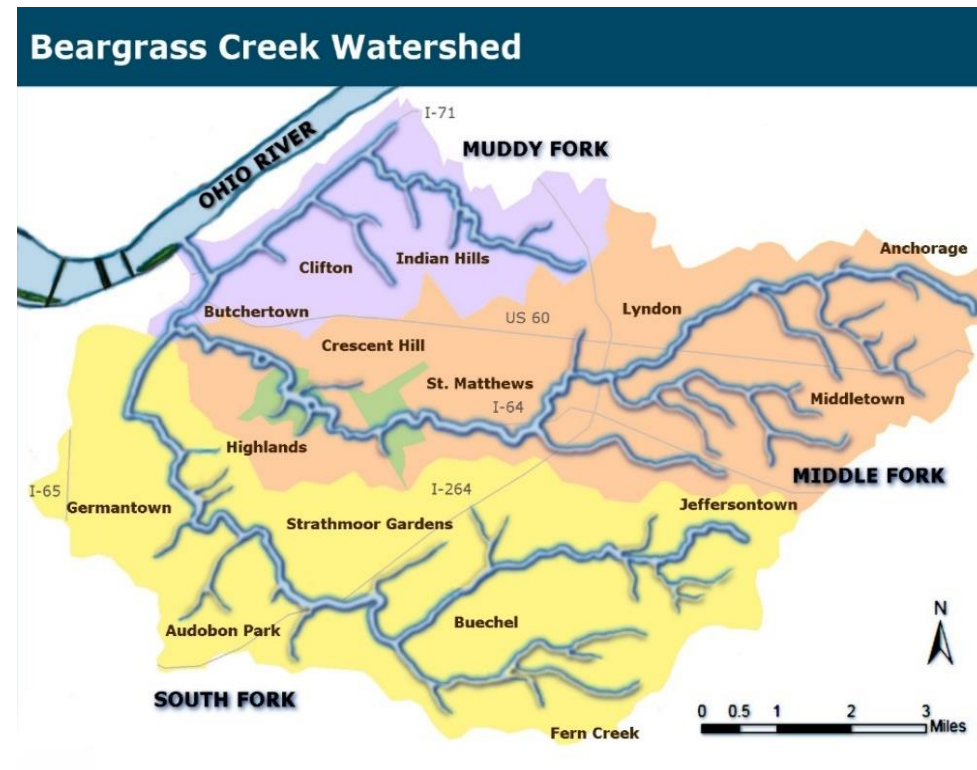 Beargrass Creek Watershed
I-71
OHIO RIVER
MUDDY FORK
Anchorage
Indian Hills
Clifton
Lyndon
Butchertown
US 60
Crescent Hill
St. Matthews
Middletown
I-64
Highlands
MIDDLE FORK
I-65
I-264
Germantown
Jeffersontown
Strathmoor Gardens
Buechel
Audobon Park
N
SOUTH FORK
0 0.5 1 2 3
Miles
Fern Creek